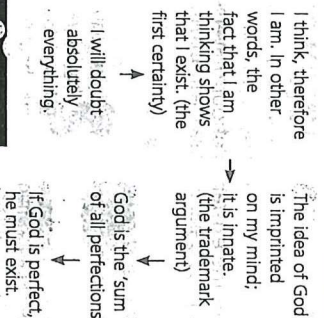 I think, therefore
I am. In other
words, the
fact that I am
thinking shows
that I exist. (the
first certainty)
I will doubt
absolutely
everything.
The idea of God
is imprinted
on my mind;
it is innate.
(the trademark
argument)
God is the 'sum
of all perfections
If God is perfect,
he must exist.